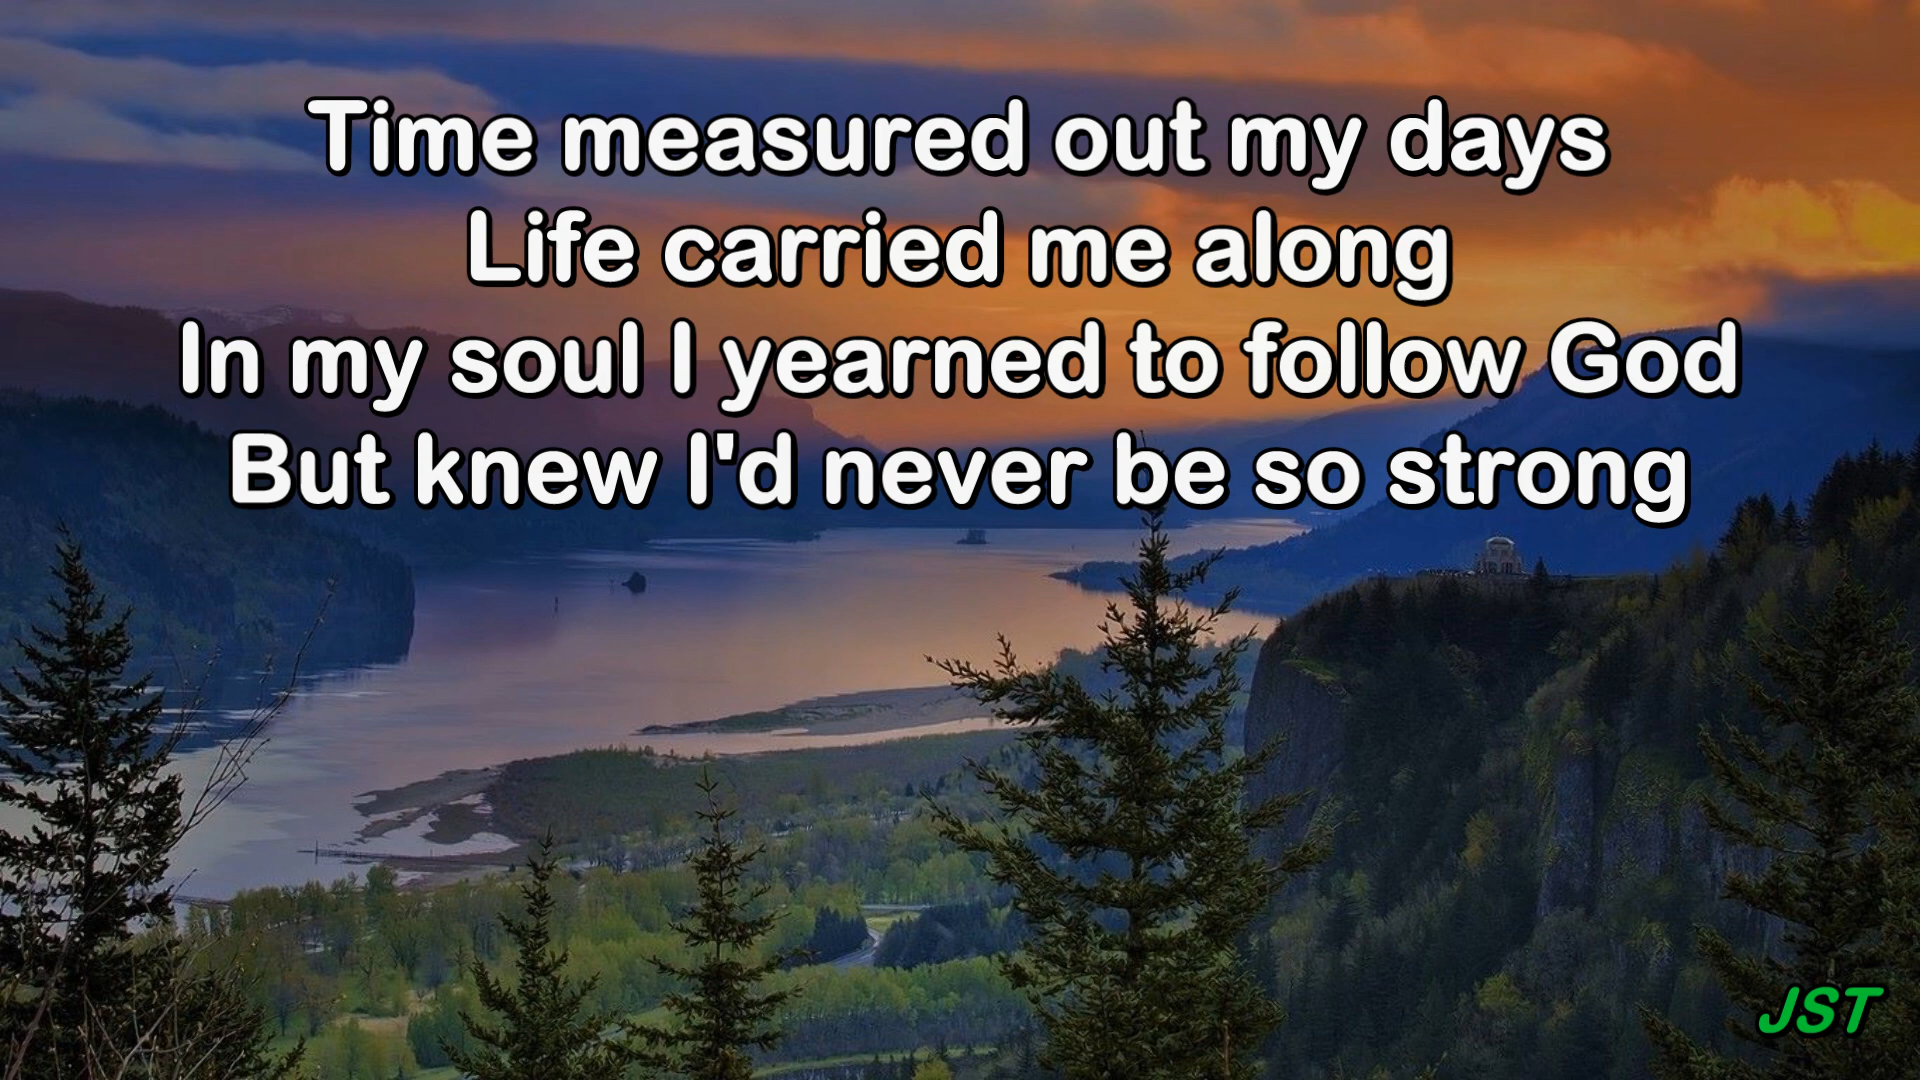 Time measured out my days
Life carried me along
In my soul I yearned to follow God
But knew I'd never be so strong
JST